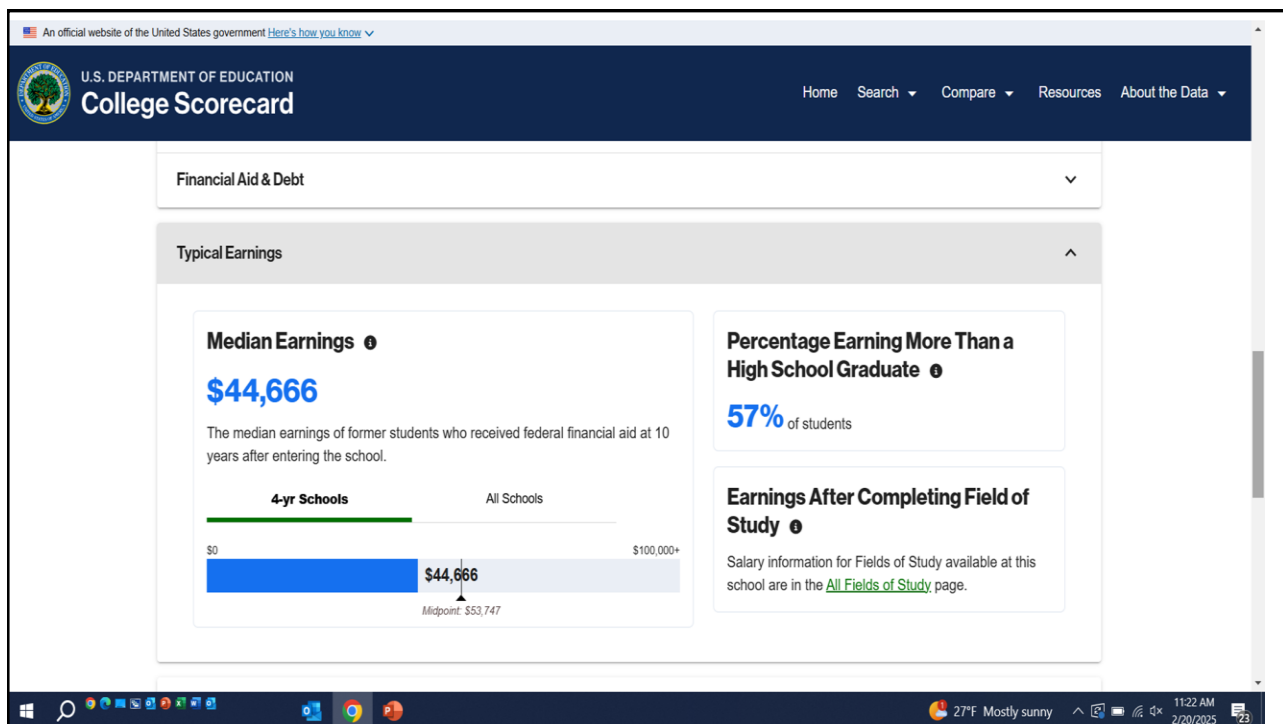 An official website of the United States government Here's how you know
U.S. DEPARTMENT OF EDUCATION
College Scorecard
Home Search Compare Resources About the Data
Financial Aid & Debt
Typical Earnings
Median Earnings
$44,666
The median earnings of former students who received federal financial aid at 10
years after entering the school.
4-yr Schools All Schools
$0 $100,000+
$44,666
Midpoint: $53,747
Percentage Earning More Than a
High School Graduate
57% of students
Earnings After Completing Field of
Study
Salary information for Fields of Study available at this
school are in the All Fields of Study page.
27°F Mostly sunny
11:22 AM
2/20/2025
23